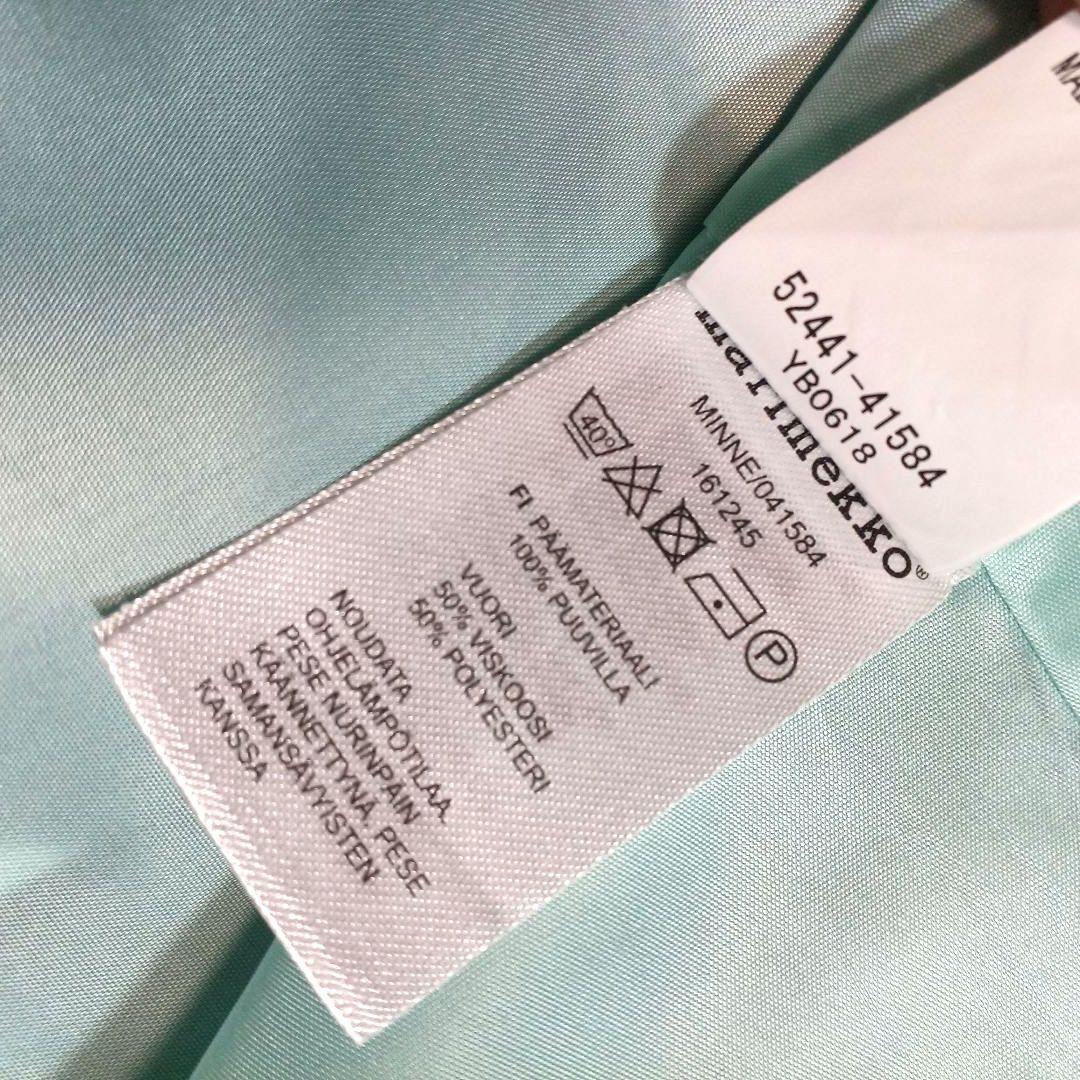 52441-41584
YB0618
marimekko®
MINNE/041584
161245
40°
P
FI PÄÄMATERIAALI
100% PUUVILLA
VUORI
50% VISKOOSI
50% POLYESTERI
NOUDATA
OHJELÄMPÖTILAA.
PESE NURINPÄIN
KÄÄNNETTYNÄ, PESE
SAMANSÄVYISTEN
KANSSA